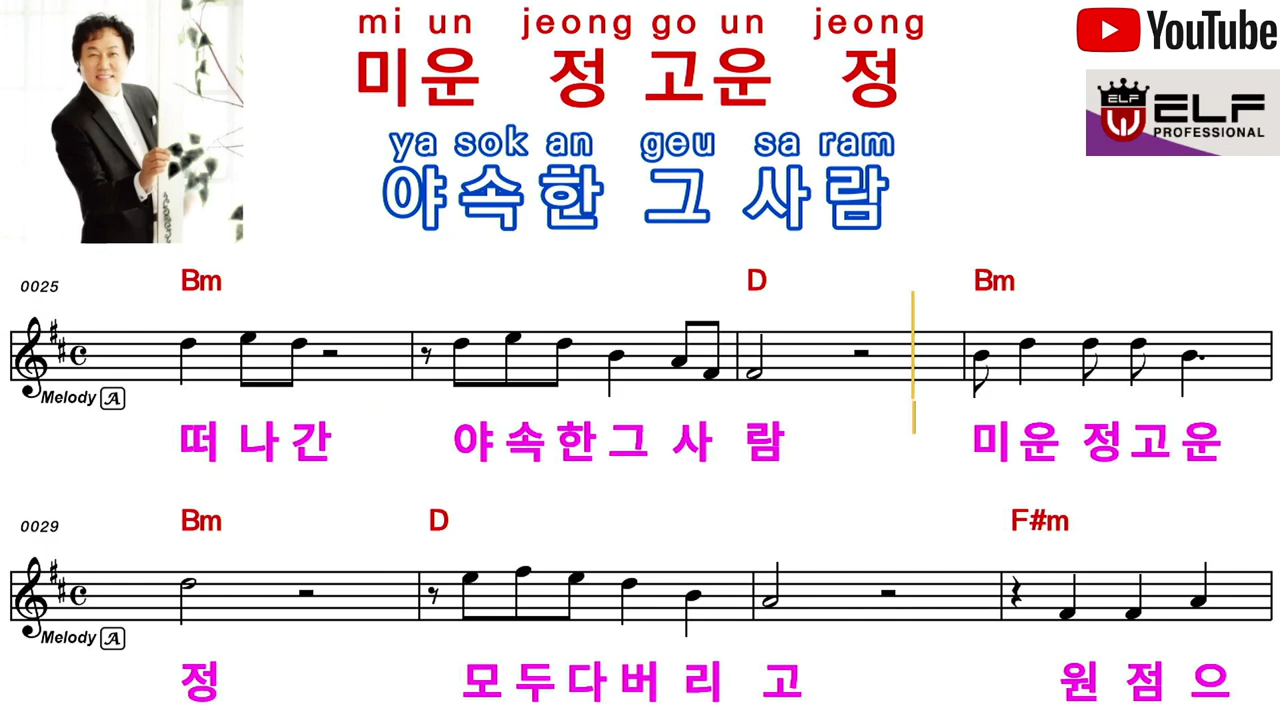 mi un jeong go un jeong
미운 정 고운 정
ya sok an geu sa ram
야속한 그 사람
YouTube
ELF
PROFESSIONAL
0025 Bm D Bm
Melody A
떠나간 야속한그 사 람 미운 정고운
0029 Bm D F#m
Melody A
정 모두다버 리 고 원 점 으